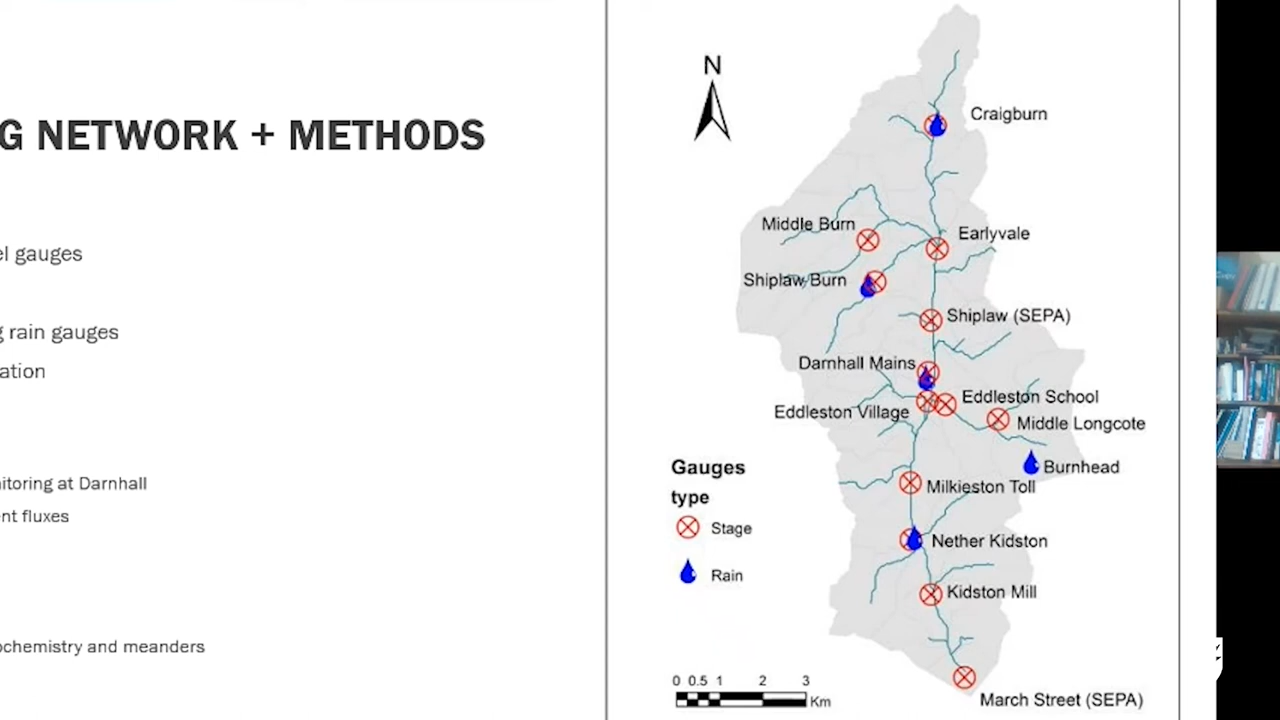 G NETWORK + METHODS
el gauges
g rain gauges
ation
itoring at Darnhall
nt fluxes
ochemistry and meanders
N
Craigburn
Middle Burn
Earlyvale
Shiplaw Burn
Shiplaw (SEPA)
Darnhall Mains
Eddleston School
Eddleston Village
Middle Longcote
Burnhead
Milkieston Toll
Nether Kidston
Kidston Mill
March Street (SEPA)
Gauges
type
Stage
Rain
0 0.5 1 2 3
Km